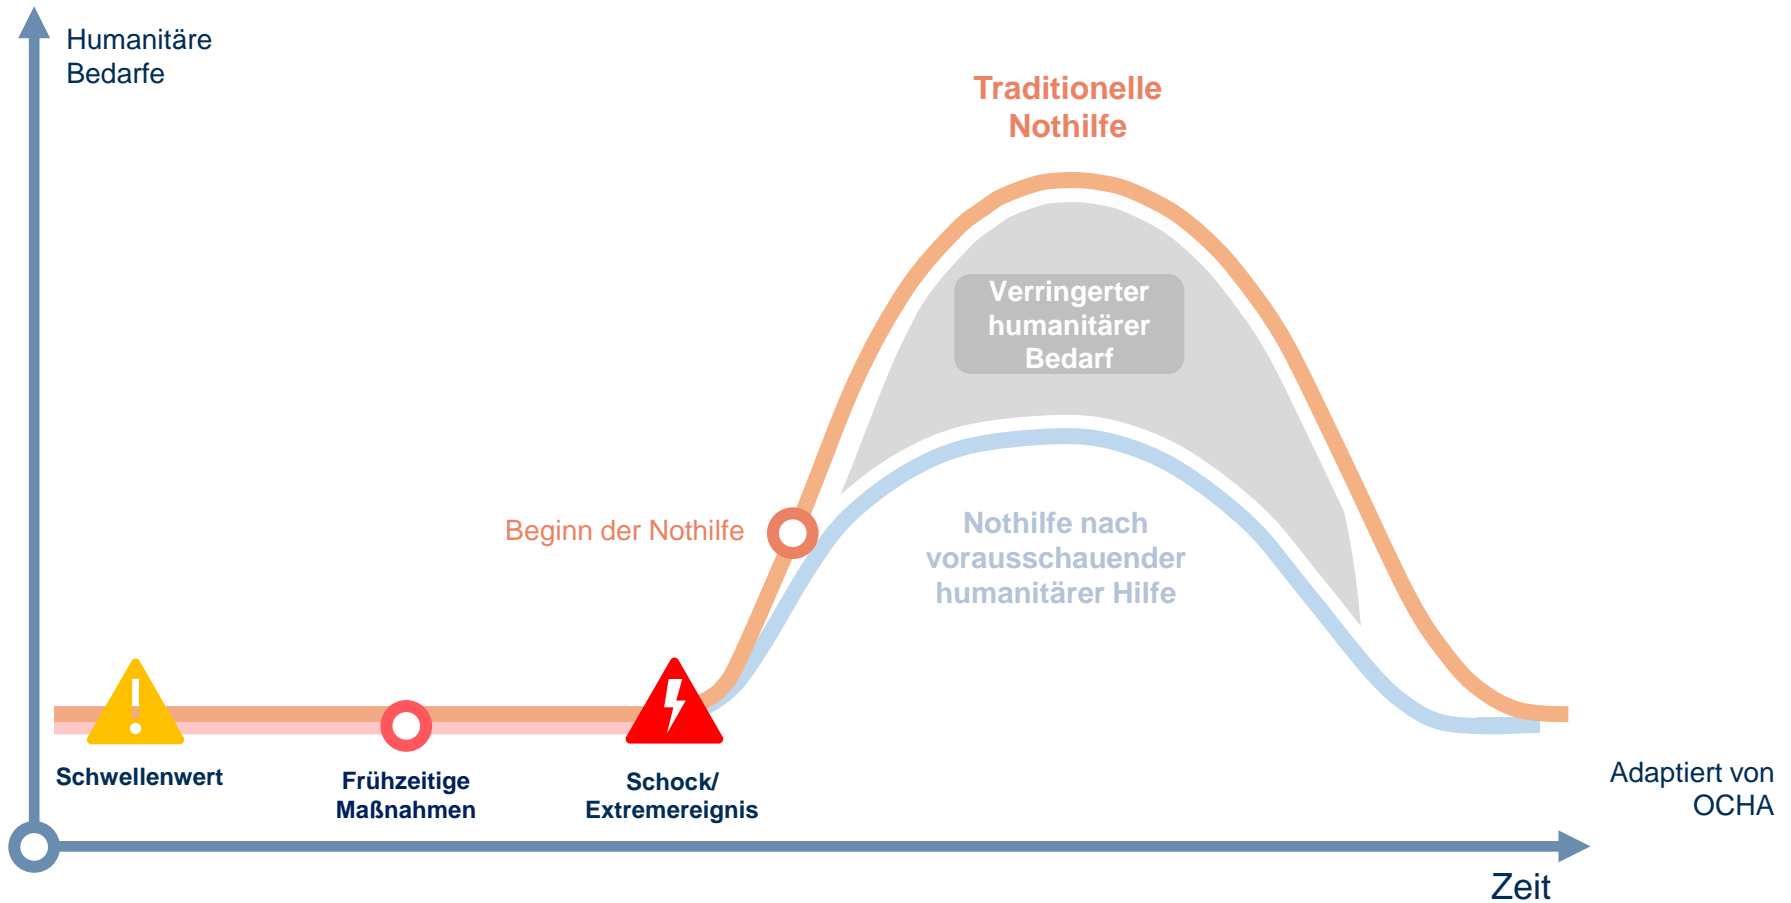 Humanitäre
Bedarfe
Traditionelle
Nothilfe
Verringerter
humanitärer
Bedarf
Beginn der Nothilfe
Nothilfe nach
vorausschauender
humanitärer Hilfe
Schwellenwert
Frühzeitige
Maßnahmen
Schock/
Extremereignis
Adaptiert von
OCHA
Zeit